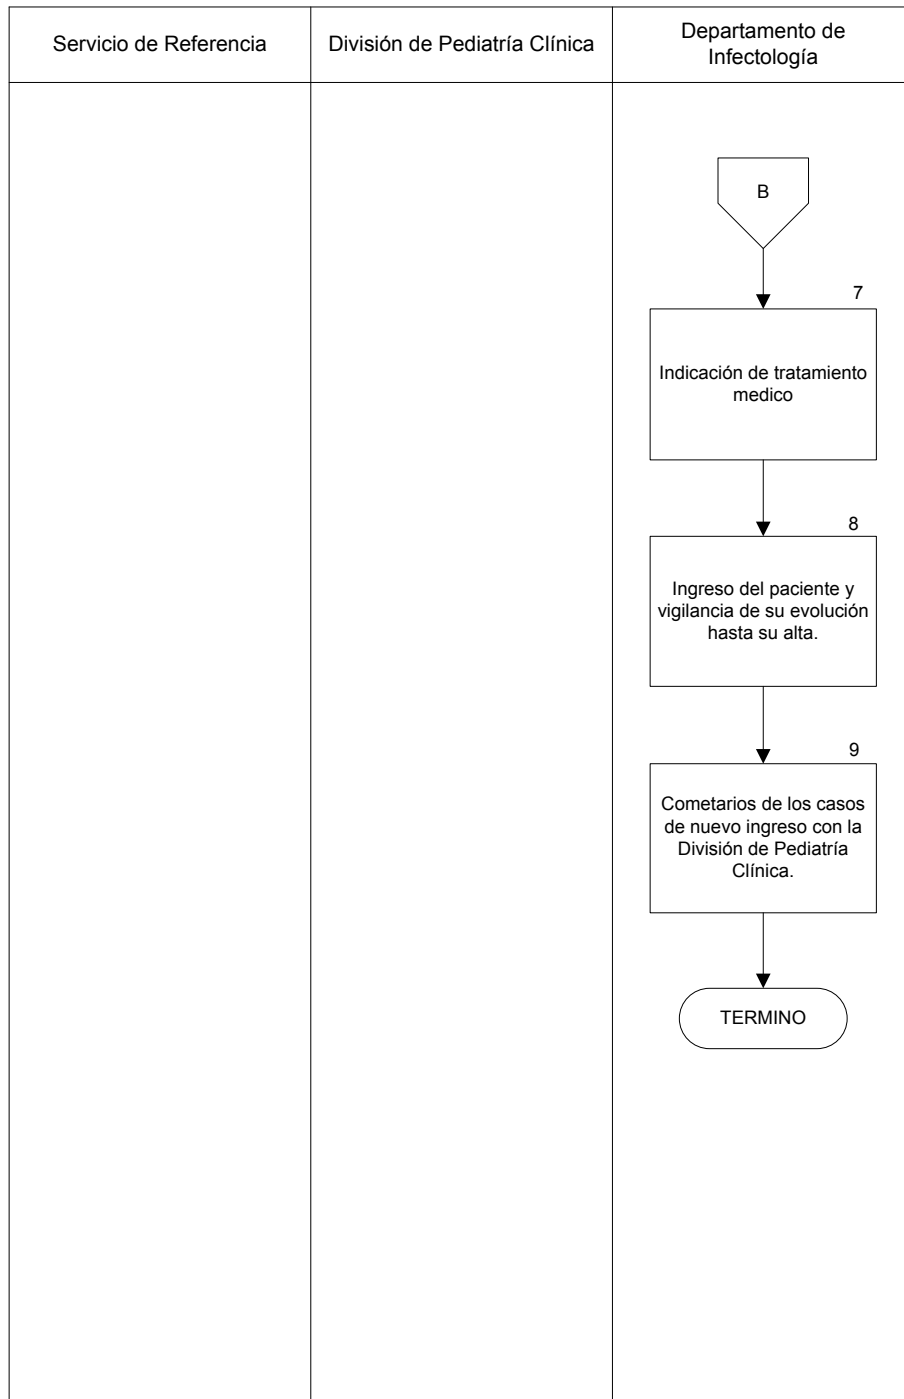 Servicio de Referencia
División de Pediatría Clínica
Departamento de
Infectología
B
7
Indicación de tratamiento
medico
8
Ingreso del paciente y
vigilancia de su evolución
hasta su alta.
9
Cometarios de los casos
de nuevo ingreso con la
División de Pediatría
Clínica.
TERMINO